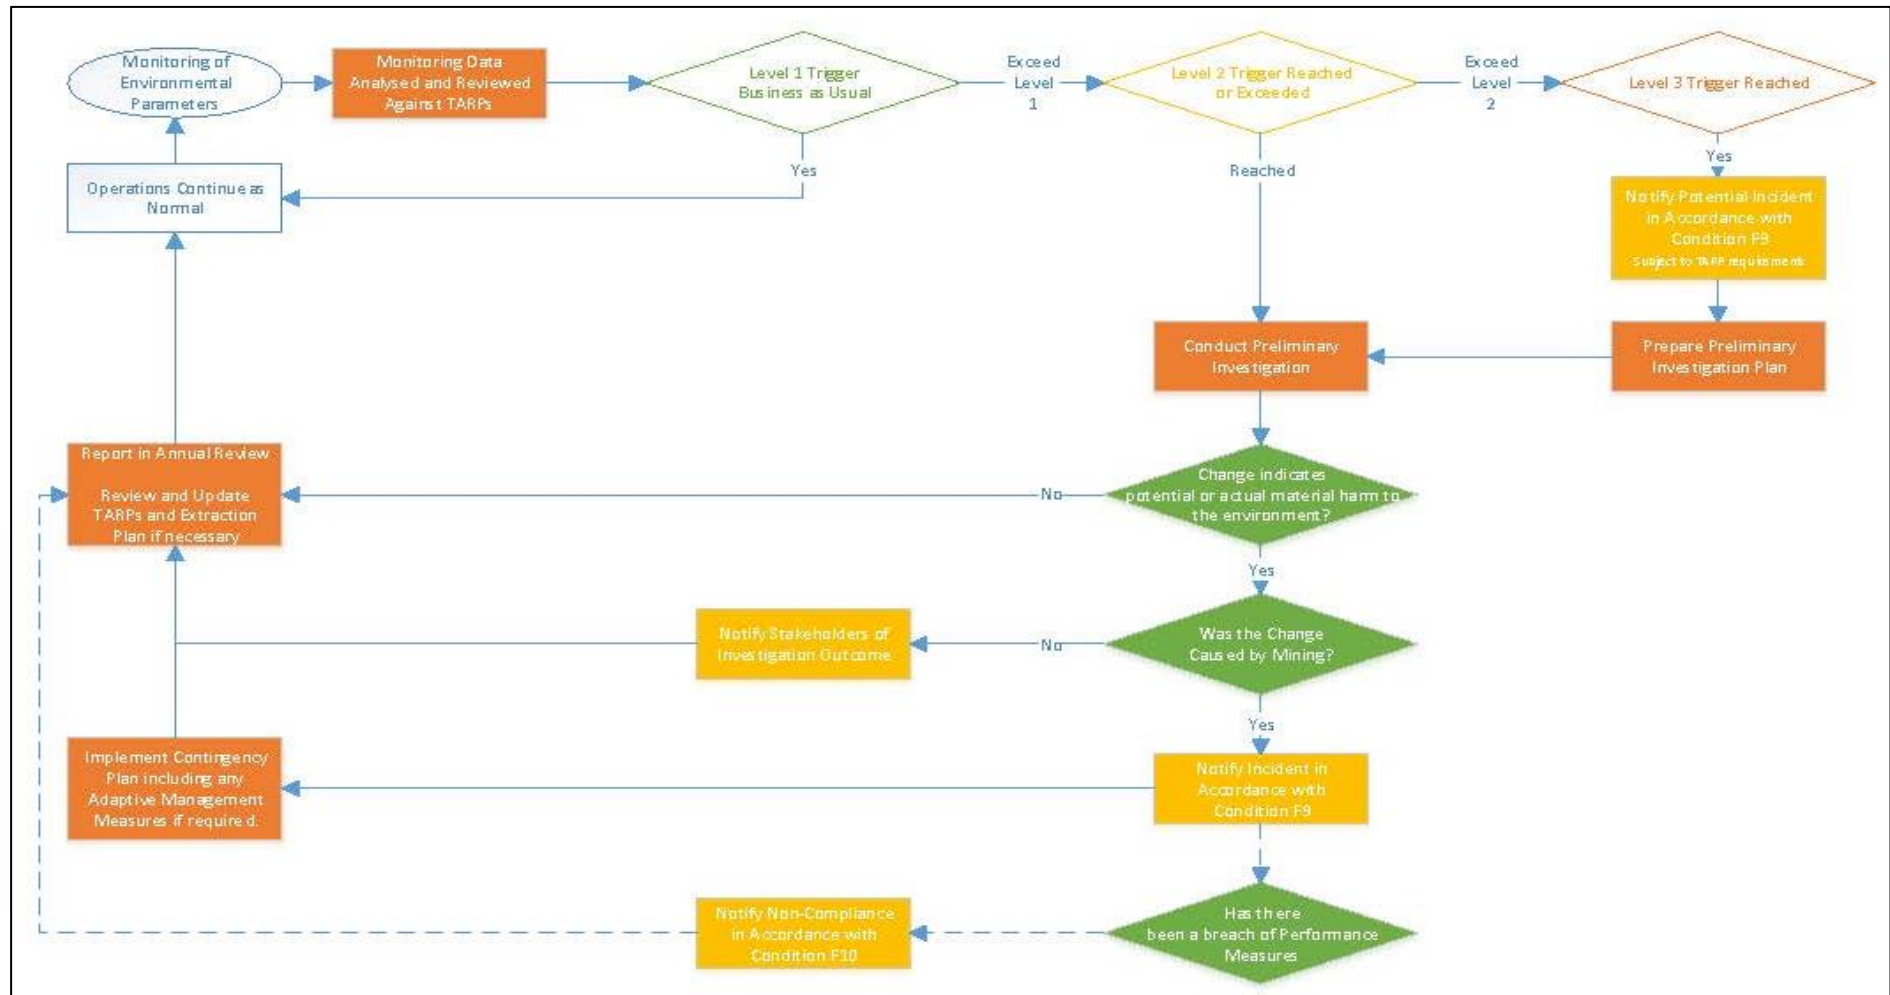 Monitoring of
Environmental
Parameters
Monitoring Data
Analysed and Reviewed
Against TARPs
Level 1 Trigger
Business as Usual
Exceed
Level
1
Level 2 Trigger Reached
or Exceeded
Exceed
Level
2
Level 3 Trigger Reached
Yes
Reached
Yes
Operations Continue as
Normal
Notify Potential Incident
in Accordance with
Condition F9
Subject to TARP requirements
Conduct Preliminary
Investigation
Prepare Preliminary
Investigation Plan
Report in Annual Review
Review and Update
TARPs and Extraction
Plan if necessary
No
Change indicates
potential or actual material harm to
the environment?
Yes
Notify Stakeholders of
Investigation Outcome
No
Was the Change
Caused by Mining?
Yes
Implement Contingency
Plan including any
Adaptive Management
Measures if required.
Notify Incident in
Accordance with
Condition F9
Notify Non-Compliance
in Accordance with
Condition F10
Has there
been a breach of Performance
Measures